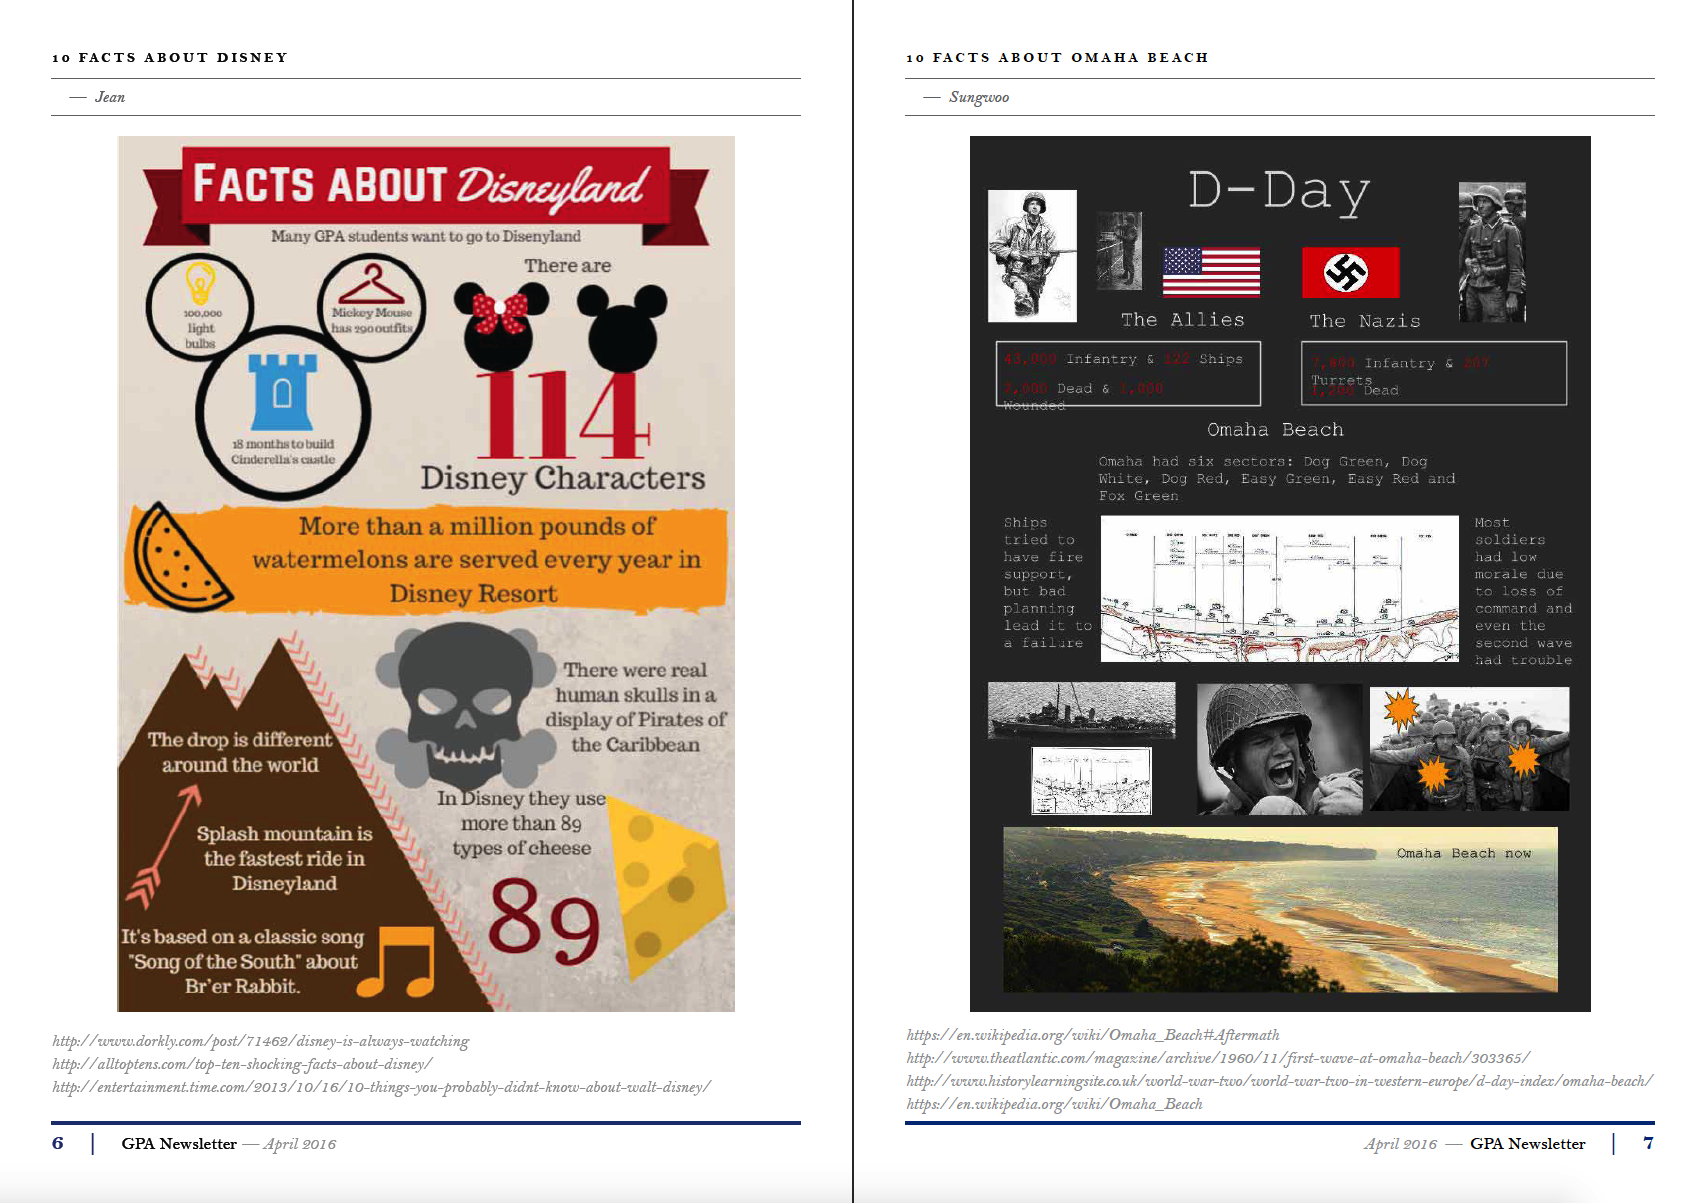 10 FACTS ABOUT DISNEY
— Jean
FACTS ABOUT Disneyland
Many GPA students want to go to Disenyland
100,000
light
bulbs
Mickey Mouse
has 290 outfits
18 months to build
Cinderella's castle
There are
114
Disney Characters
More than a million pounds of
watermelons are served every year in
Disney Resort
There were real
human skulls in a
display of Pirates of
the Caribbean
The drop is different
around the world
Splash mountain is
the fastest ride in
Disneyland
It's based on a classic song
"Song of the South" about
Br'er Rabbit.
In Disney they use
more than 89
types of cheese
89
http://www.dorkly.com/post/71462/disney-is-always-watching
http://alltoptens.com/top-ten-shocking-facts-about-disney/
http://entertainment.time.com/2013/10/16/10-things-you-probably-didnt-know-about-walt-disney/
6 | GPA Newsletter — April 2016
10 FACTS ABOUT OMAHA BEACH
— Sungwoo
D-Day
The Allies
The Nazis
43,000 Infantry & 122 Ships
2,000 Dead & 1,000
Wounded
Infantry &
Turrets
1,200 Dead
Omaha Beach
Omaha had six sectors: Dog Green, Dog
White, Dog Red, Easy Green, Easy Red and
Fox Green
Ships
tried to
have fire
support,
but bad
planning
lead it to
a failure
Most
soldiers
had low
morale due
to loss of
command and
even the
second wave
had trouble
Omaha Beach now
https://en.wikipedia.org/wiki/Omaha_Beach#Aftermath
http://www.theatlantic.com/magazine/archive/1960/11/first-wave-at-omaha-beach/303365/
http://www.historylearningsite.co.uk/world-war-two/world-war-two-in-western-europe/d-day-index/omaha-beach/
https://en.wikipedia.org/wiki/Omaha_Beach
April 2016 — GPA Newsletter | 7